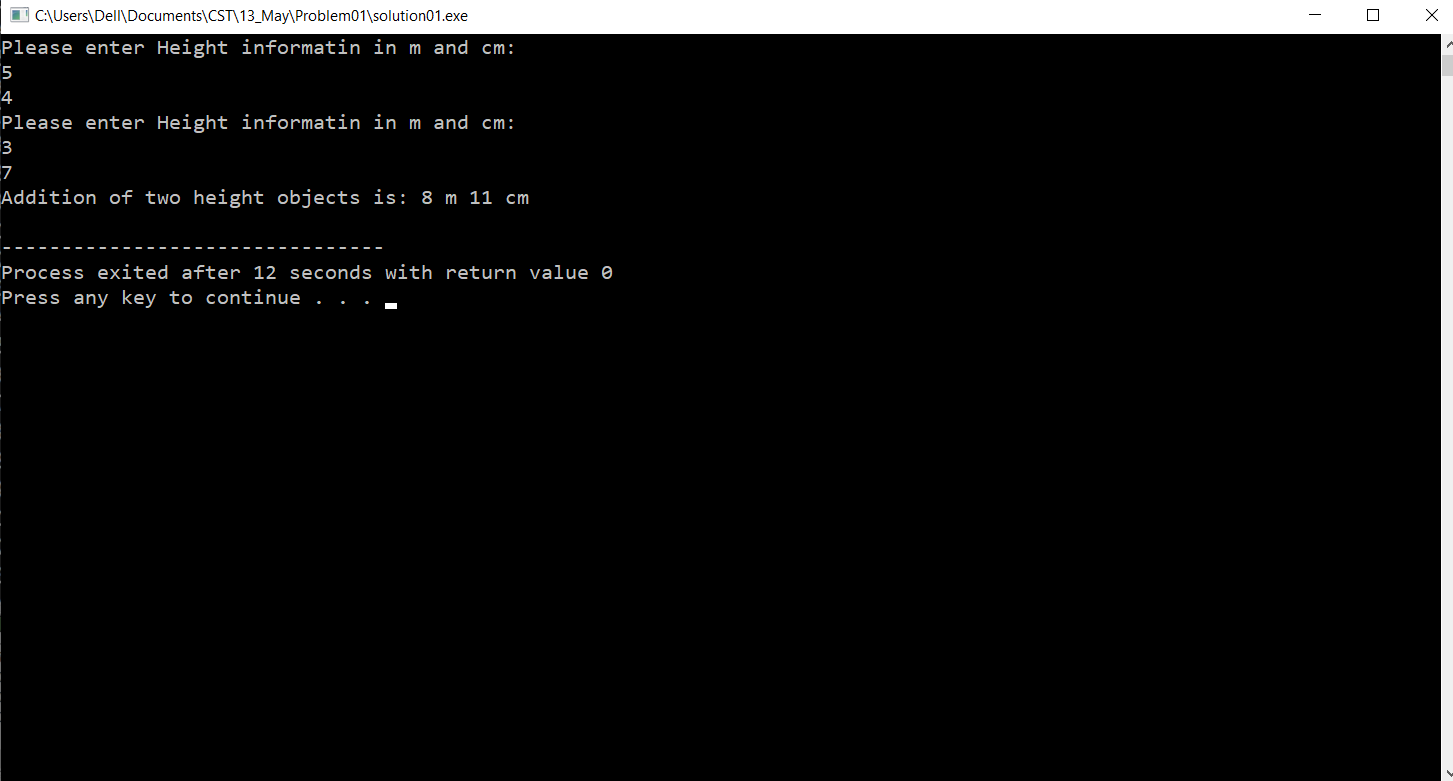 C:\Users\Dell\Documents\CST\13_May\Problem01\solution01.exe
Please enter Height informatin in m and cm:
5
4
Please enter Height informatin in m and cm:
3
7
Addition of two height objects is: 8 m 11 cm
--------------------------------
Process exited after 12 seconds with return value 0
Press any key to continue . . .